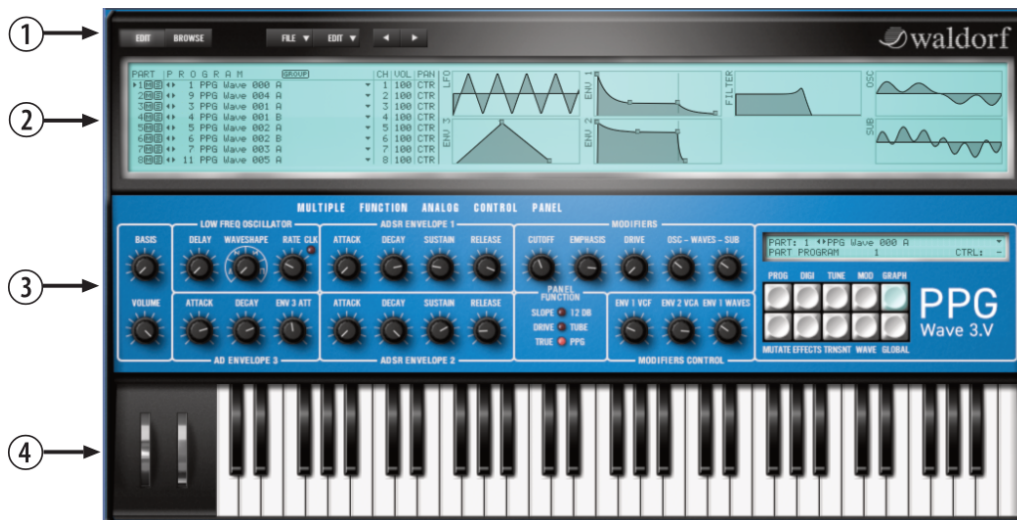 1
EDIT BROWSE FILE ▼ EDIT ▼ ◄ ► waldorf
2
PART PROGRAM GROUP CH VOL PAN
1 M S 1 PPG Wave 000 A 1 100 CTR
2 M S 9 PPG Wave 004 A 2 100 CTR
3 M S 3 PPG Wave 001 A 3 100 CTR
4 M S 4 PPG Wave 001 B 4 100 CTR
5 M S 5 PPG Wave 002 A 5 100 CTR
6 M S 6 PPG Wave 002 B 6 100 CTR
7 M S 7 PPG Wave 003 A 7 100 CTR
8 M S 11 PPG Wave 005 A 8 100 CTR
LFO
ENV 3
ENV 1
ENV 2
FILTER
OSC
SUB
MULTIPLE FUNCTION ANALOG CONTROL PANEL
LOW FREQ OSCILLATOR ADSR ENVELOPE 1 MODIFIERS
BASIS DELAY WAVESHAPE RATE CLK ATTACK DECAY SUSTAIN RELEASE CUTOFF EMPHASIS DRIVE OSC - WAVES - SUB
PART: 1 PPG Wave 000 A
PART PROGRAM 1 CTRL: -
3
PROG DIGI TUNE MOD GRAPH
PANEL
FUNCTION
VOLUME ATTACK DECAY ENV 3 ATT ATTACK DECAY SUSTAIN RELEASE ENV 1 VCF ENV 2 VCA ENV 1 WAVES
SLOPE 12 DB
DRIVE TUBE
TRUE PPG
PPG
Wave 3.V
MUTATE EFFECTS TRNSNT WAVE GLOBAL
AD ENVELOPE 3 ADSR ENVELOPE 2 MODIFIERS CONTROL
4